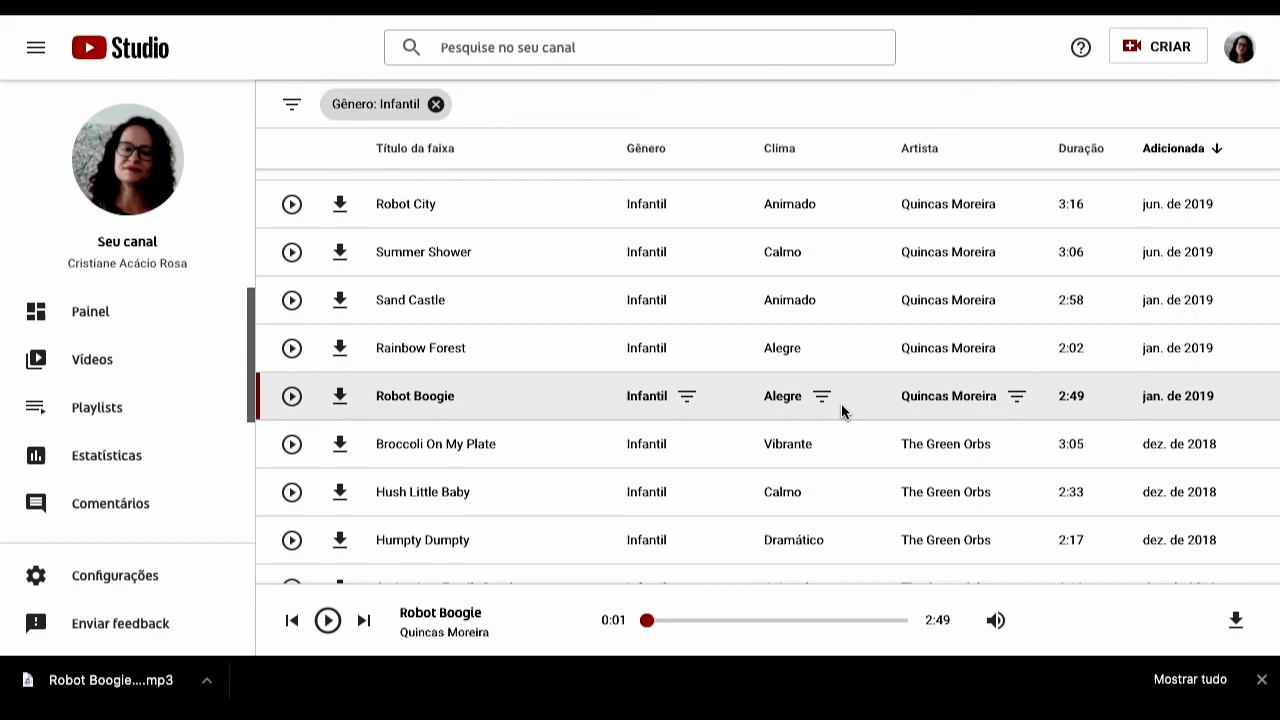 Studio
Pesquise no seu canal
CRIAR
Gênero: Infantil
Título da faixa Gênero Clima Artista Duração Adicionada
Robot City Infantil Animado Quincas Moreira 3:16 jun. de 2019
Summer Shower Infantil Calmo Quincas Moreira 3:06 jun. de 2019
Sand Castle Infantil Animado Quincas Moreira 2:58 jan. de 2019
Rainbow Forest Infantil Alegre Quincas Moreira 2:02 jan. de 2019
Robot Boogie Infantil Alegre Quincas Moreira 2:49 jan. de 2019
Broccoli On My Plate Infantil Vibrante The Green Orbs 3:05 dez. de 2018
Hush Little Baby Infantil Calmo The Green Orbs 2:33 dez. de 2018
Humpty Dumpty Infantil Dramático The Green Orbs 2:17 dez. de 2018
Seu canal
Cristiane Acácio Rosa
Painel
Vídeos
Playlists
Estatísticas
Comentários
Configurações
Enviar feedback
Robot Boogie
Quincas Moreira
0:01 2:49
Robot Boogie....mp3
Mostrar tudo